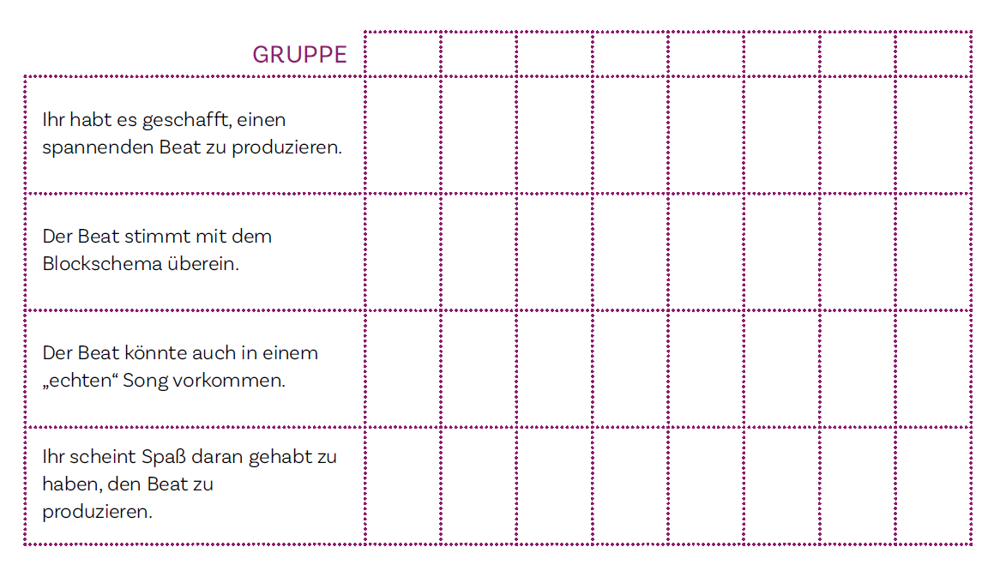 GRUPPE
Ihr habt es geschafft, einen
spannenden Beat zu produzieren.
Der Beat stimmt mit dem
Blockschema überein.
Der Beat könnte auch in einem
„echten“ Song vorkommen.
Ihr scheint Spaß daran gehabt zu
haben, den Beat zu
produzieren.